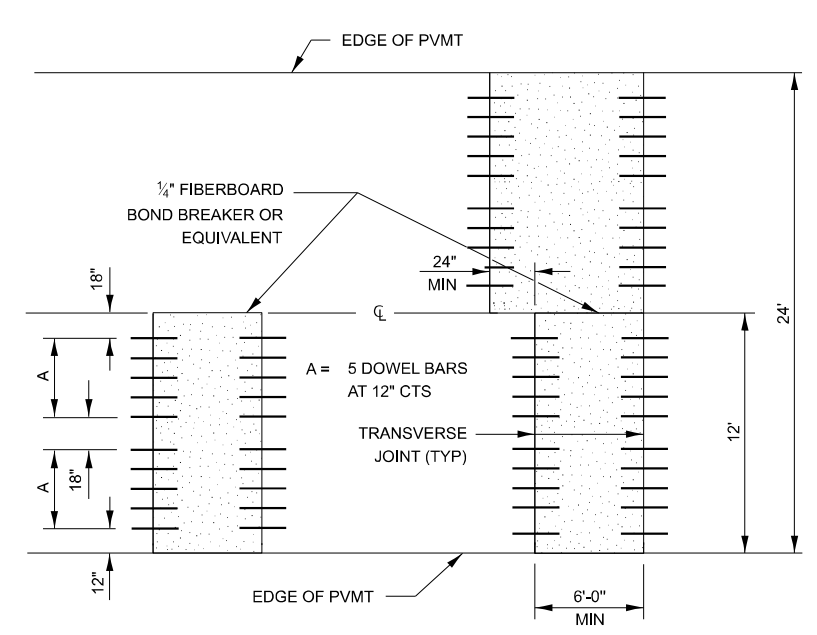 EDGE OF PVMT
¼" FIBERBOARD
BOND BREAKER OR
EQUIVALENT
24"
MIN
18"
℄
24'
A
A = 5 DOWEL BARS
AT 12" CTS
12'
TRANSVERSE
JOINT (TYP)
A
18"
12"
EDGE OF PVMT
6'-0"
MIN